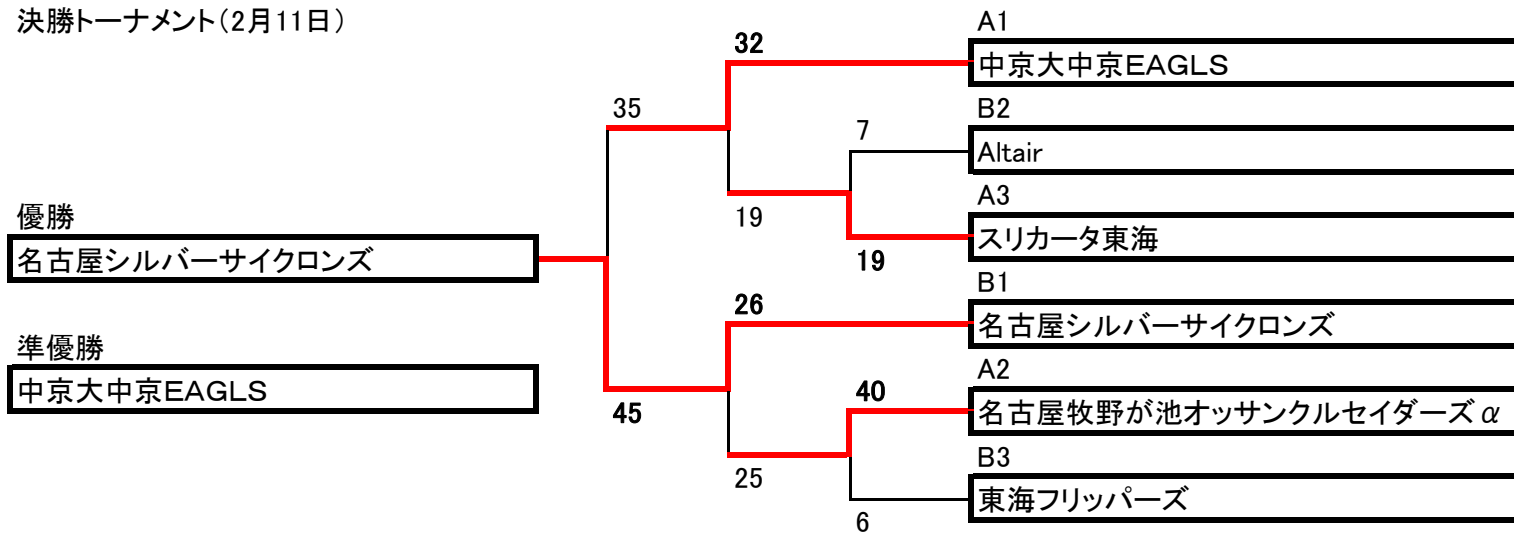 決勝トーナメント(2月11日)
A1
32
中京大中京EAGLS
35
B2
7
Altair
A3
優勝
19
スリカータ東海
名古屋シルバーサイクロンズ
19
B1
26
名古屋シルバーサイクロンズ
準優勝
A2
中京大中京EAGLS
40
45
名古屋牧野が池オッサンクルセイダーズα
B3
25
東海フリッパーズ
6